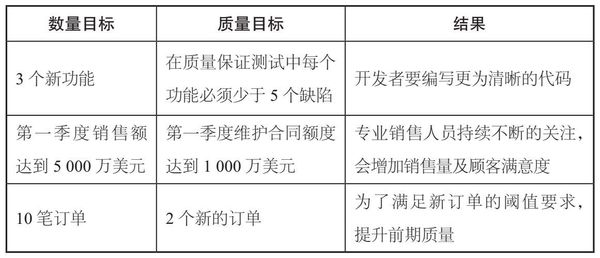 数量目标 质量目标 结果
3 个新功能
在质量保证测试中每个
功能必须少于 5 个缺陷
开发者要编写更为清晰的代码
第一季度销售额
达到 5 000 万美元
第一季度维护合同额度
达到 1 000 万美元
专业销售人员持续不断的关注，
会增加销售量及顾客满意度
10 笔订单
2 个新的订单
为了满足新订单的阈值要求，
提升前期质量